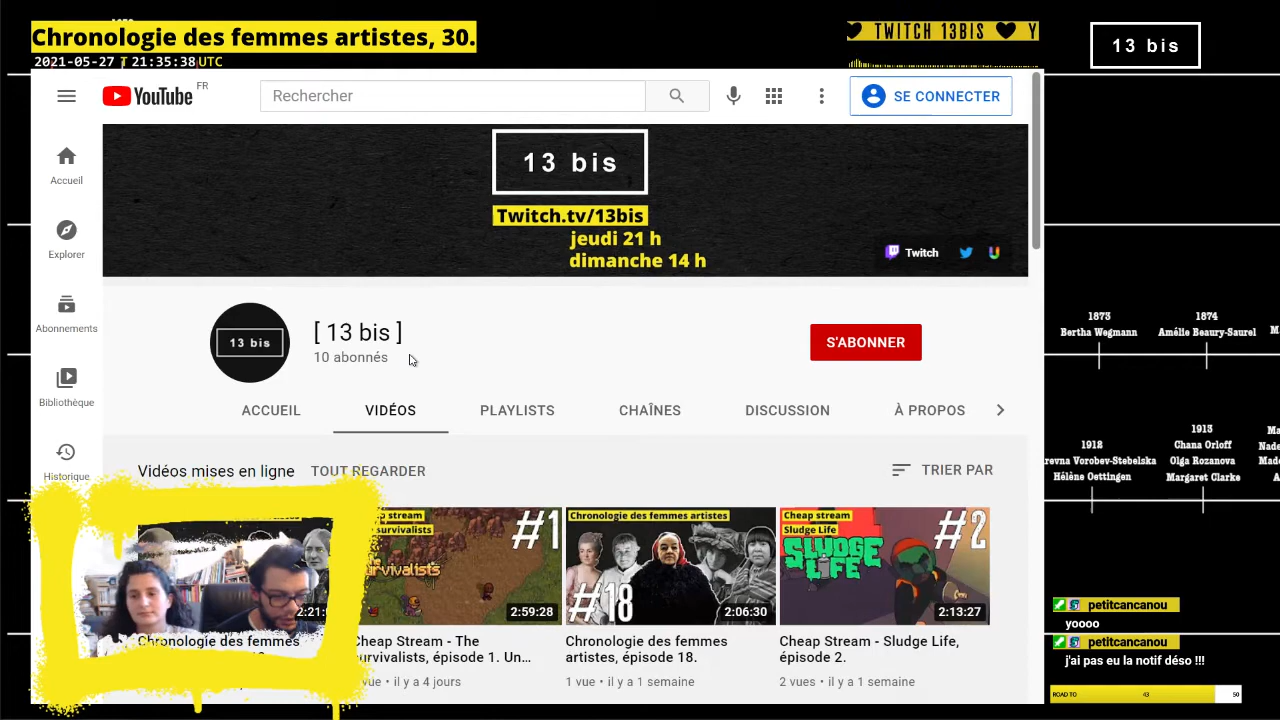 Chronologie des femmes artistes, 30.
2021-05-27 T 21:35:38 UTC
TWITCH 13BIS
13 bis
YouTube FR
Rechercher
SE CONNECTER
Accueil
Explorer
Abonnements
Bibliothèque
Historique
13 bis
Twitch.tv/13bis
jeudi 21 h
dimanche 14 h
Twitch
13 bis
[ 13 bis ]
10 abonnés
S'ABONNER
ACCUEIL
VIDÉOS
PLAYLISTS
CHAÎNES
DISCUSSION
À PROPOS
Vidéos mises en ligne
TOUT REGARDER
TRIER PAR
Cheap stream
#1
2:59:28
Chronologie des femmes artistes
#18
2:06:30
Cheap stream
Sludge Life
#2
SLUDGE LIFE
2:13:27
Chronologie des femmes
Cheap Stream - The
Survivalists, épisode 1. Un...
il y a 4 jours
Chronologie des femmes
artistes, épisode 18.
1 vue • il y a 1 semaine
Cheap Stream - Sludge Life,
épisode 2.
2 vues • il y a 1 semaine
1873
Bertha Wegmann
1874
Amélie Beaury-Saurel
1912
revna Vorobev-Stebelska
Hélène Oettingen
1913
Chana Orloff
Olga Rozanova
Margaret Clarke
petitcancanou
yoooo
petitcancanou
j'ai pas eu la notif déso !!!
ROAD TO 43 50